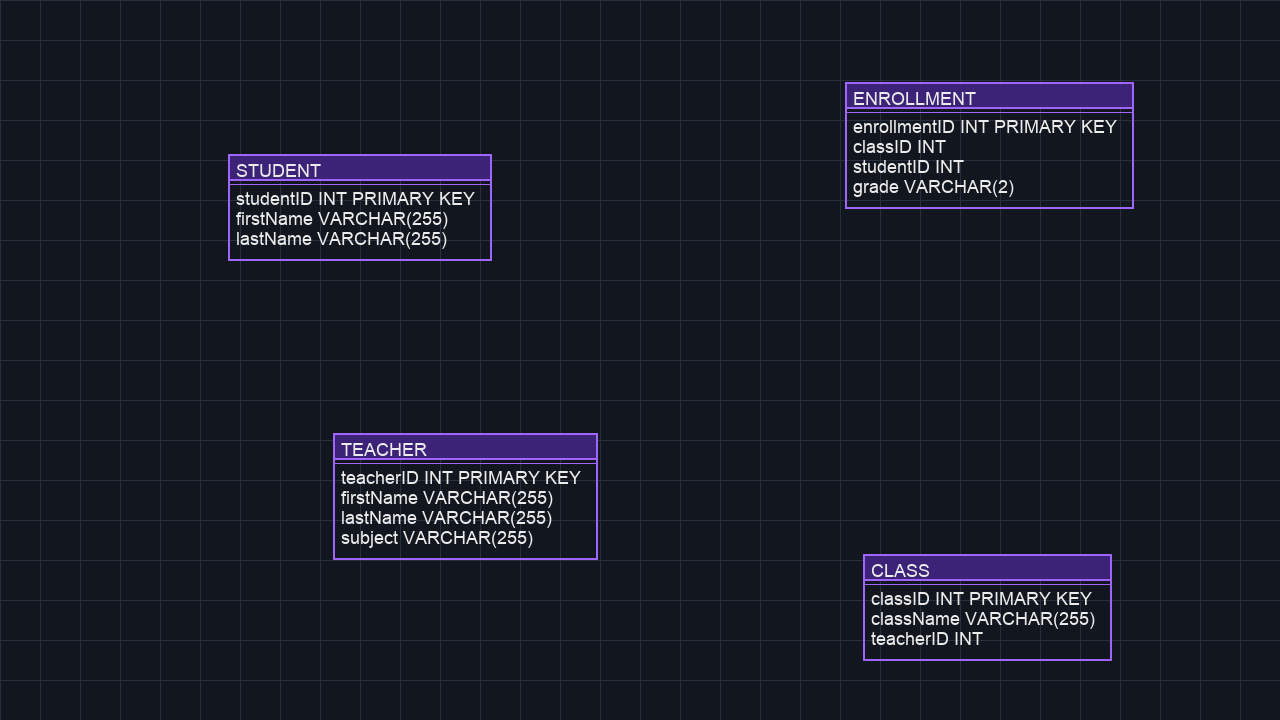 STUDENT
studentID INT PRIMARY KEY
firstName VARCHAR(255)
lastName VARCHAR(255)
ENROLLMENT
enrollmentID INT PRIMARY KEY
classID INT
studentID INT
grade VARCHAR(2)
TEACHER
teacherID INT PRIMARY KEY
firstName VARCHAR(255)
lastName VARCHAR(255)
subject VARCHAR(255)
CLASS
classID INT PRIMARY KEY
className VARCHAR(255)
teacherID INT